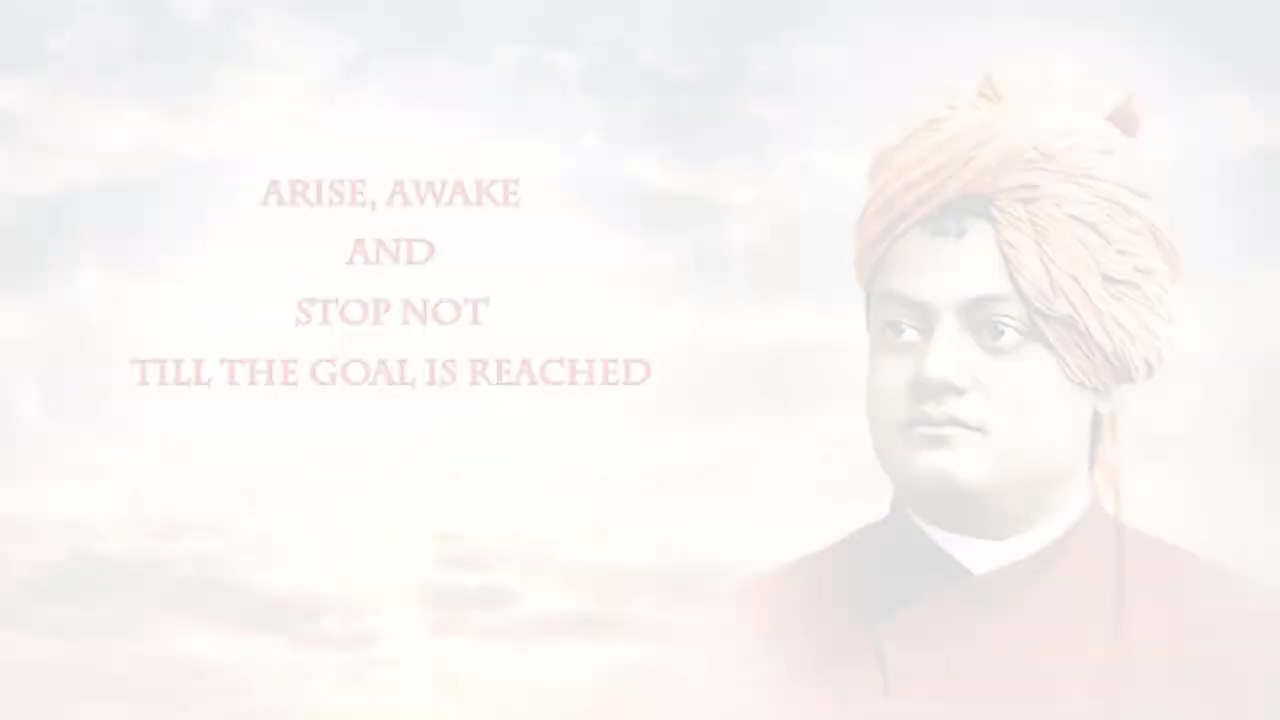 ARISE, AWAKE
AND
STOP NOT
TILL THE GOAL IS REACHED